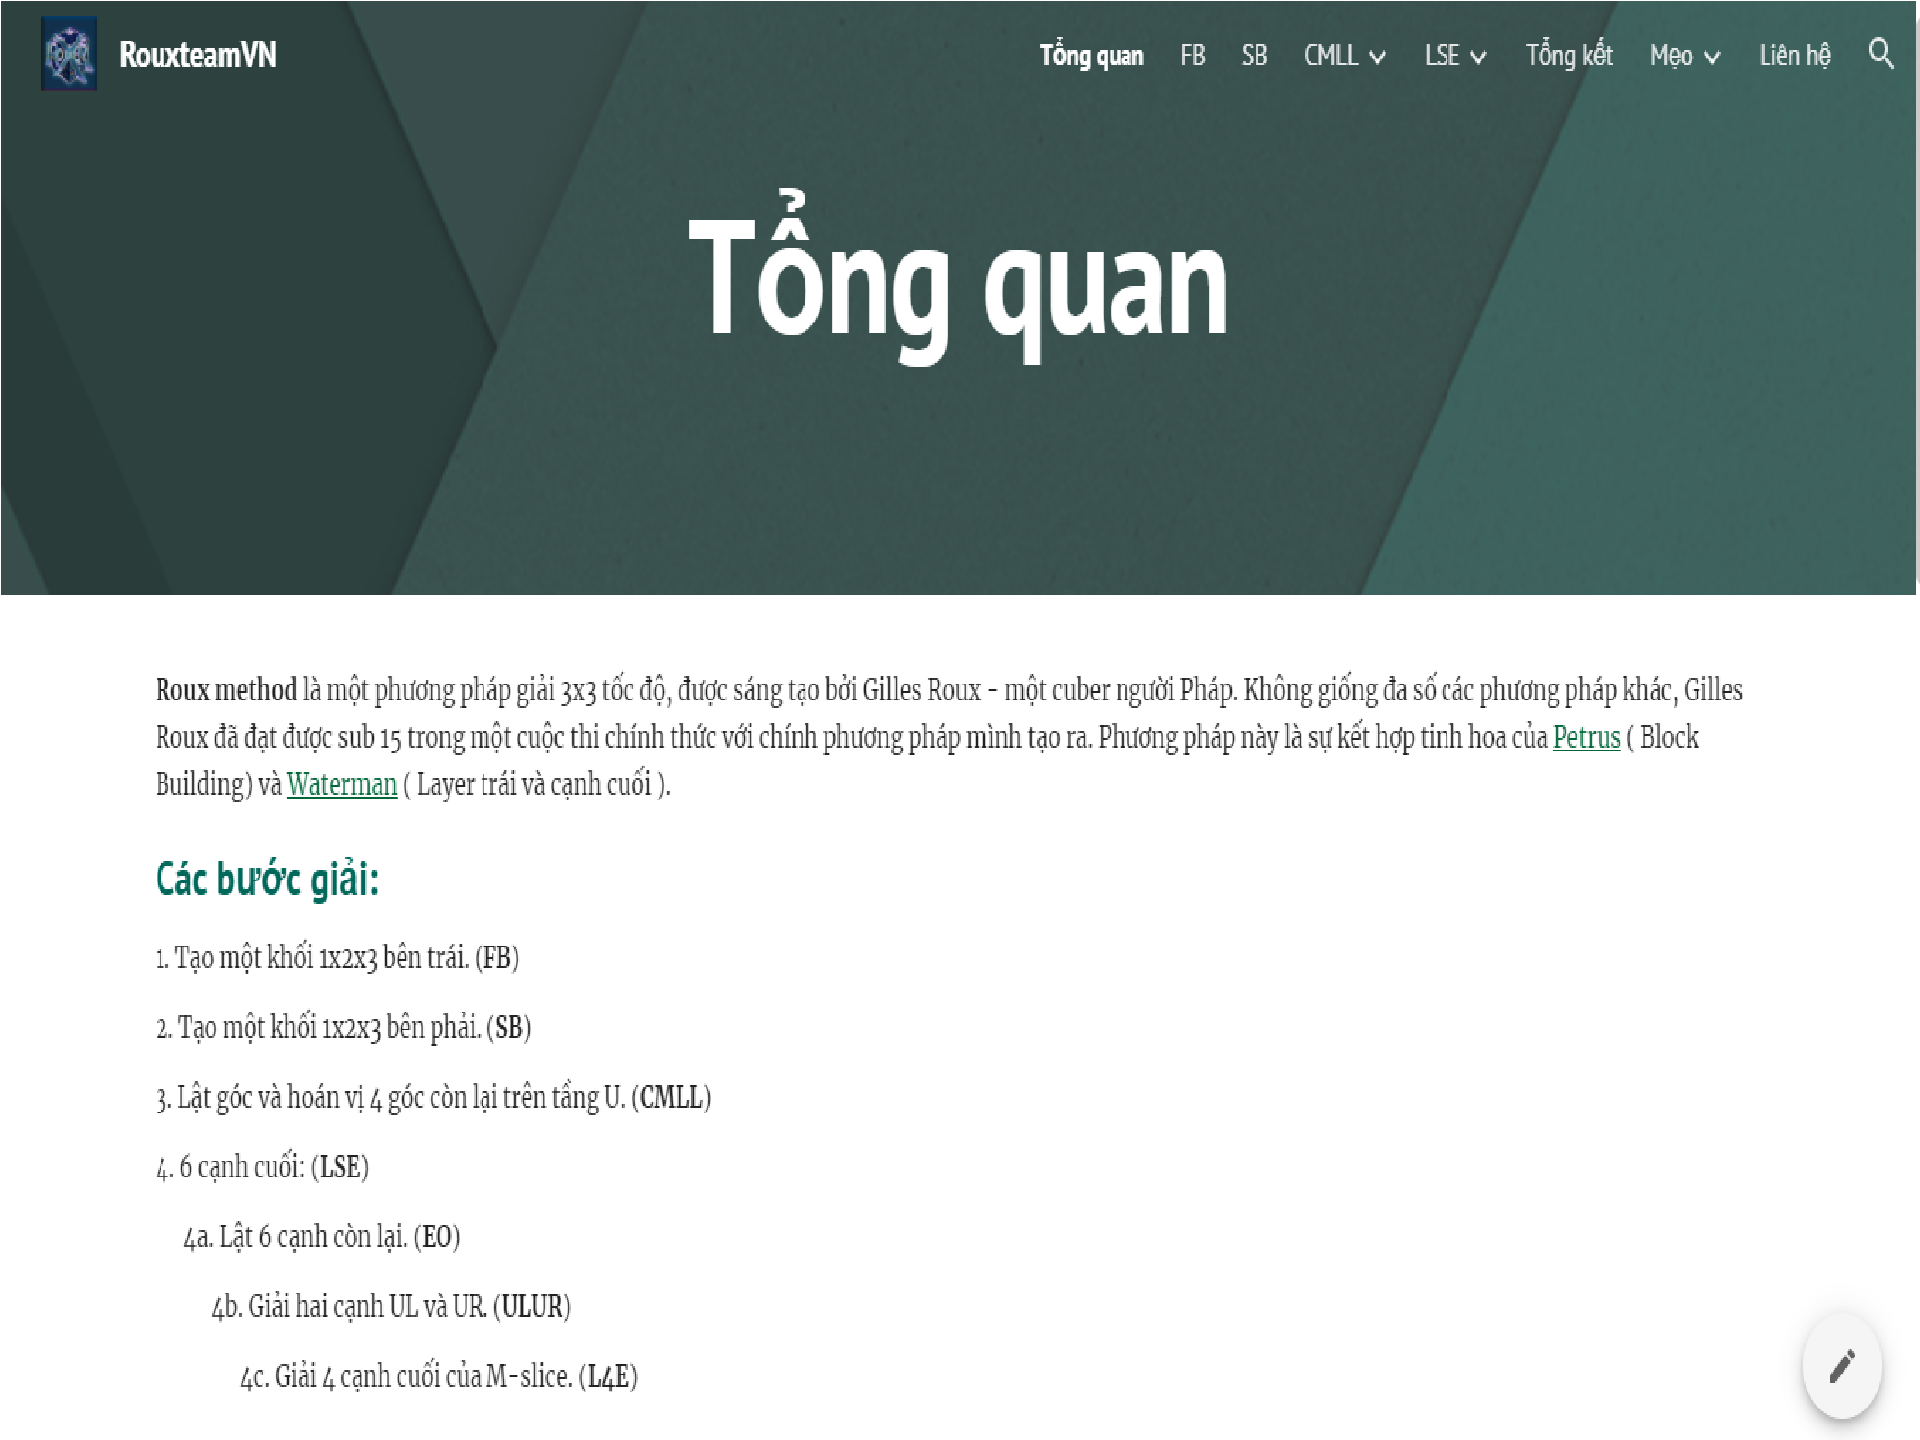 RouxteamVN
Tổng quan FB SB CMLL LSE Tổng kết Mẹo Liên hệ
Tổng quan
Roux method là một phương pháp giải 3x3 tốc độ, được sáng tạo bởi Gilles Roux - một cuber người Pháp. Không giống đa số các phương pháp khác, Gilles
Roux đã đạt được sub 15 trong một cuộc thi chính thức với chính phương pháp mình tạo ra. Phương pháp này là sự kết hợp tinh hoa của Petrus ( Block
Building) và Waterman ( Layer trái và cạnh cuối ).
Các bước giải:
1. Tạo một khối 1x2x3 bên trái. (FB)
2. Tạo một khối 1x2x3 bên phải. (SB)
3. Lật góc và hoán vị 4 góc còn lại trên tầng U. (CMLL)
4. 6 cạnh cuối: (LSE)
4a. Lật 6 cạnh còn lại. (EO)
4b. Giải hai cạnh UL và UR. (ULUR)
4c. Giải 4 cạnh cuối của M-slice. (L4E)